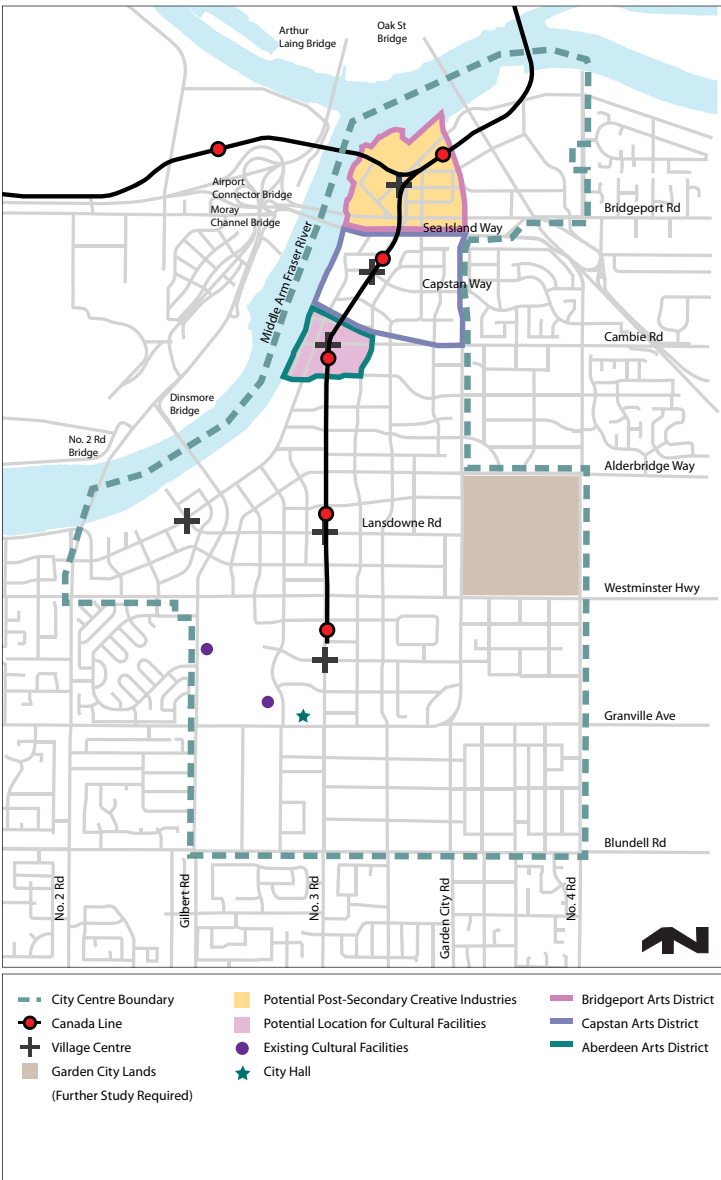 Arthur
Laing Bridge
Oak St
Bridge
Airport
Connector Bridge
Moray
Channel Bridge
Bridgeport Rd
Sea Island Way
Middle Arm Fraser River
Capstan Way
Cambie Rd
Dinsmore
Bridge
No. 2 Rd
Bridge
Alderbridge Way
Lansdowne Rd
Westminster Hwy
Granville Ave
Blundell Rd
No. 2 Rd
Gilbert Rd
No. 3 Rd
Garden City Rd
No. 4 Rd
N
City Centre Boundary
Canada Line
Village Centre
Garden City Lands
(Further Study Required)
Potential Post-Secondary Creative Industries
Potential Location for Cultural Facilities
Existing Cultural Facilities
City Hall
Bridgeport Arts District
Capstan Arts District
Aberdeen Arts District